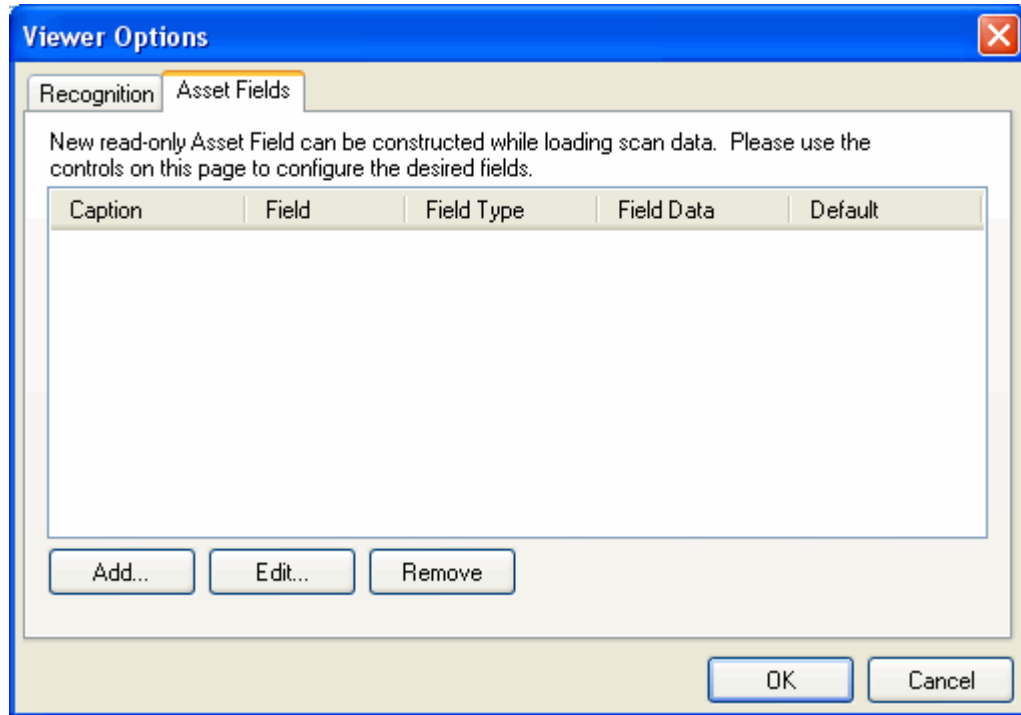 Viewer Options
Recognition Asset Fields
New read-only Asset Field can be constructed while loading scan data.  Please use the
controls on this page to configure the desired fields.
Caption Field Field Type Field Data Default
Add... Edit... Remove
OK Cancel